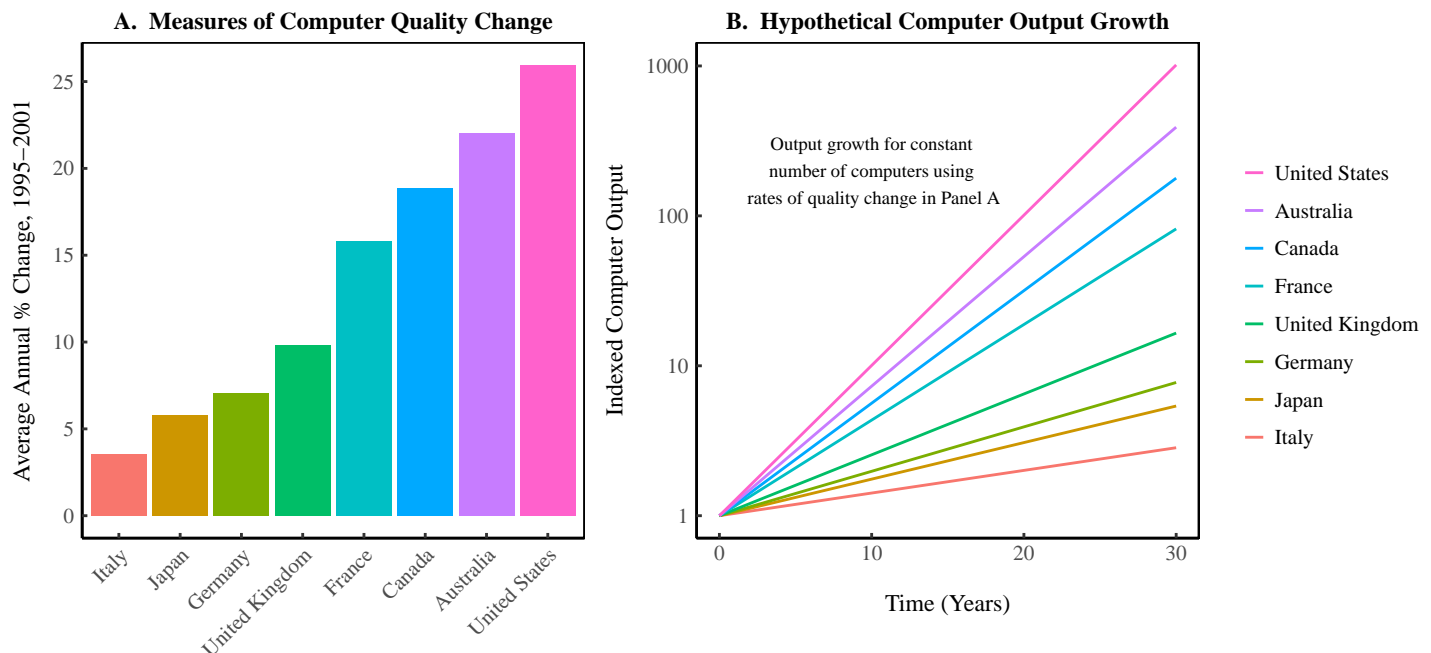 A. Measures of Computer Quality Change
Average Annual % Change, 1995−2001
25
20
15
10
5
0
Italy
Japan
Germany
United Kingdom
France
Canada
Australia
United States
B. Hypothetical Computer Output Growth
Indexed Computer Output
1000
100
10
1
Output growth for constant
number of computers using
rates of quality change in Panel A
0
10
20
30
Time (Years)
United States
Australia
Canada
France
United Kingdom
Germany
Japan
Italy